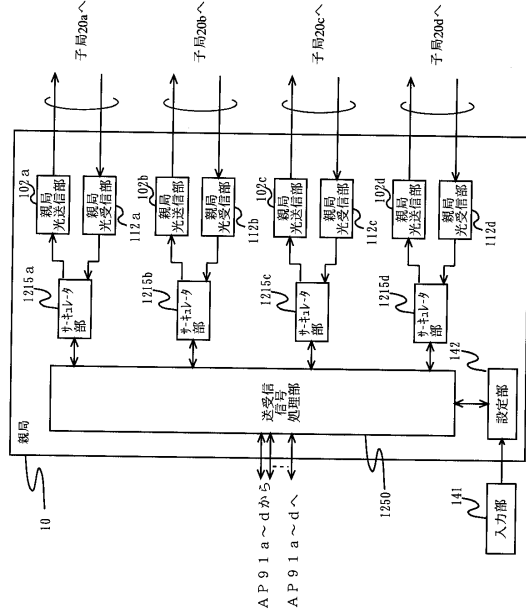 親局
10
AP91a～dから
AP91a～dへ
送受信
信号
処理部
1250
入力部
141
設定部
142
サーキュレータ
部
1215a
親局
光送信部
102a
親局
光受信部
112a
子局20aへ
サーキュレータ
部
1215b
親局
光送信部
102b
親局
光受信部
112b
子局20bへ
サーキュレータ
部
1215c
親局
光送信部
102c
親局
光受信部
112c
子局20cへ
サーキュレータ
部
1215d
親局
光送信部
102d
親局
光受信部
112d
子局20dへ